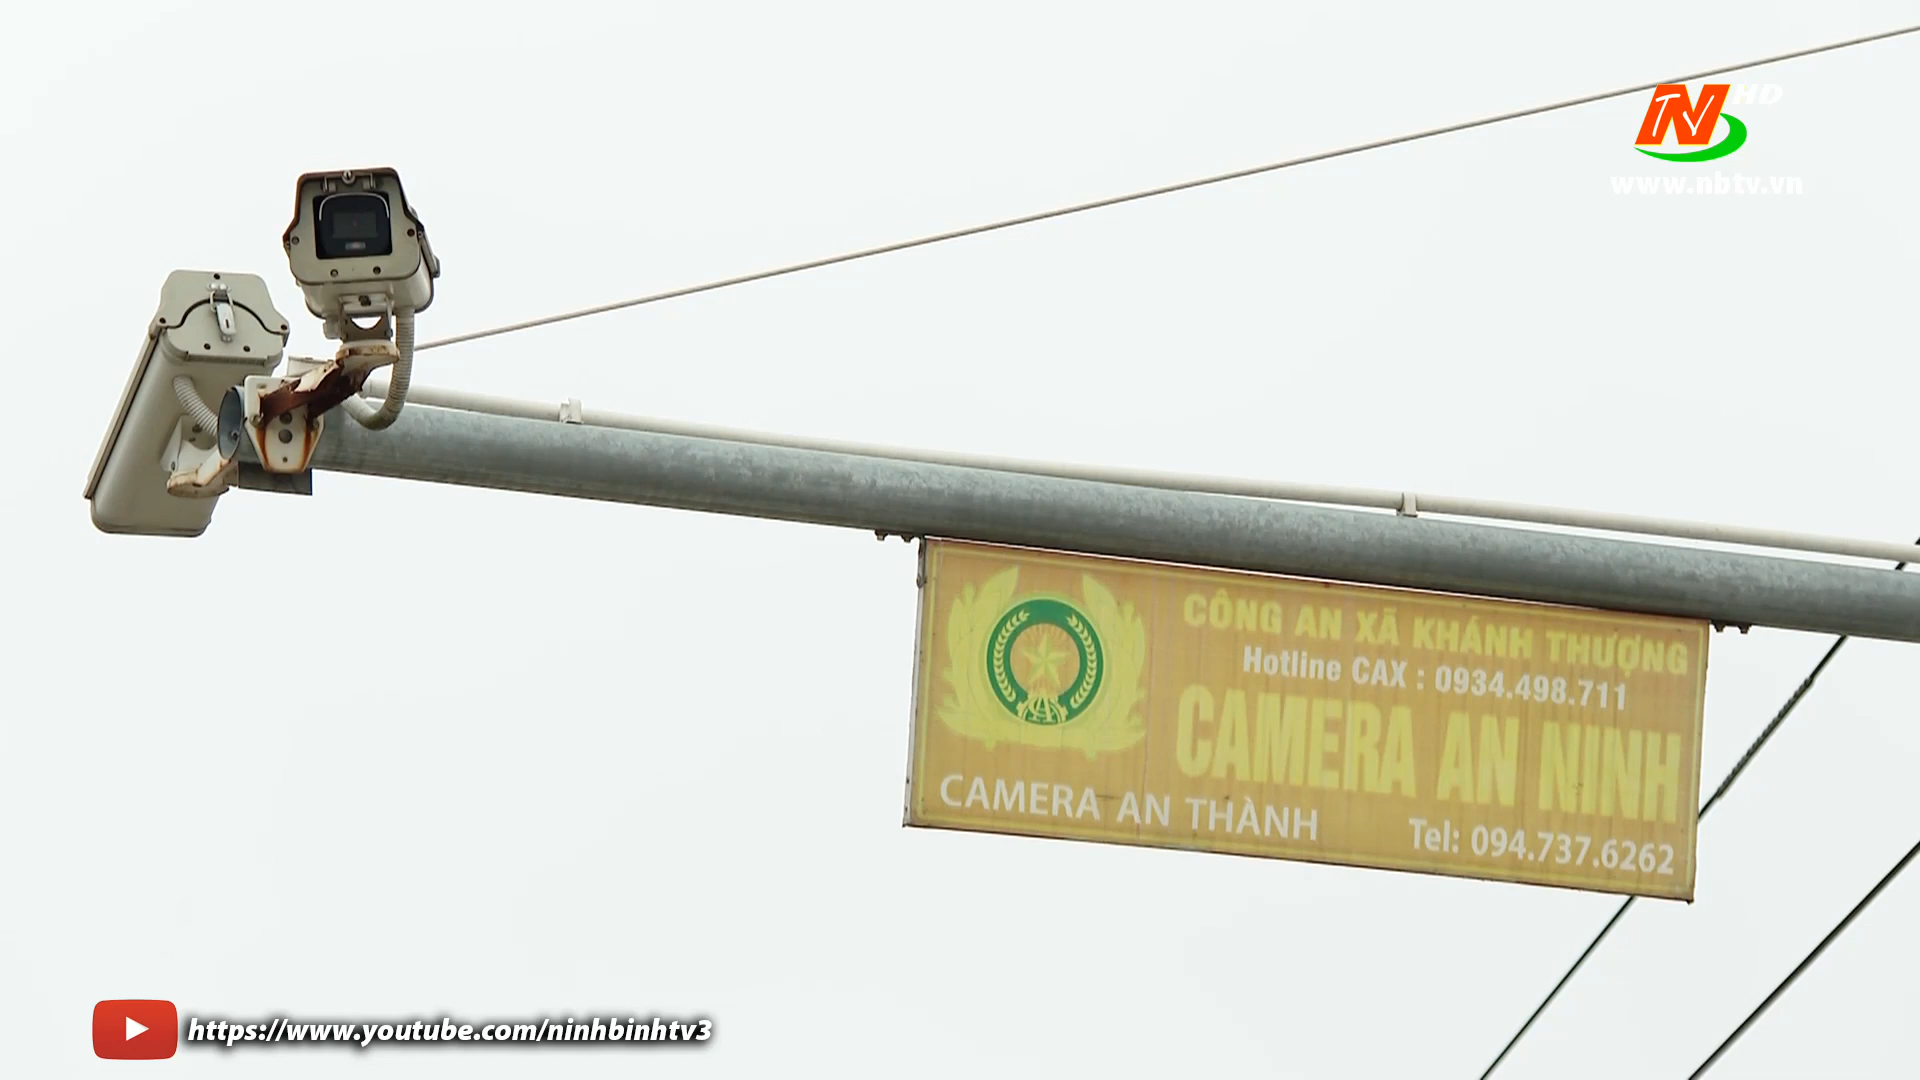 NTV HD
www.nbtv.vn
CÔNG AN XÃ KHÁNH THƯỢNG
Hotline CAX : 0934.498.711
CAMERA AN NINH
CAMERA AN THÀNH
Tel: 094.737.6262
https://www.youtube.com/ninhbinhtv3